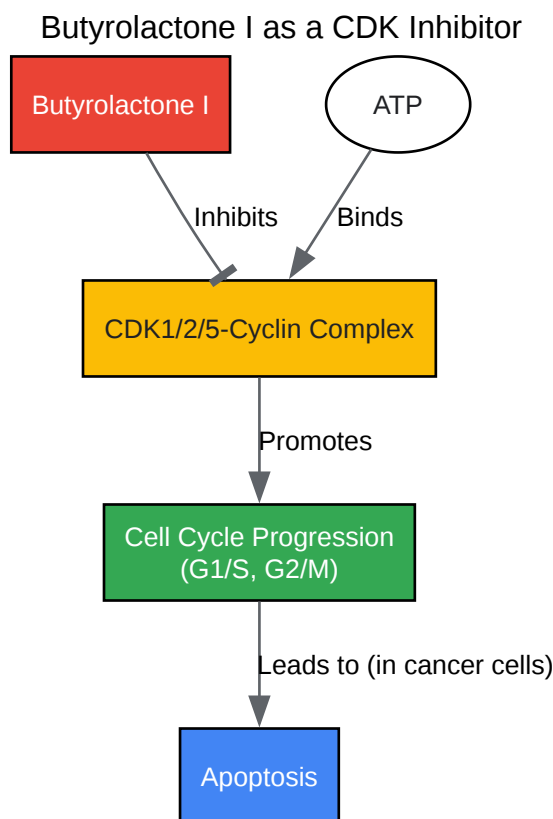 Butyrolactone I as a CDK Inhibitor
Butyrolactone I
ATP
Inhibits
Binds
CDK1/2/5-Cyclin Complex
Promotes
Cell Cycle Progression
(G1/S, G2/M)
Leads to (in cancer cells)
Apoptosis